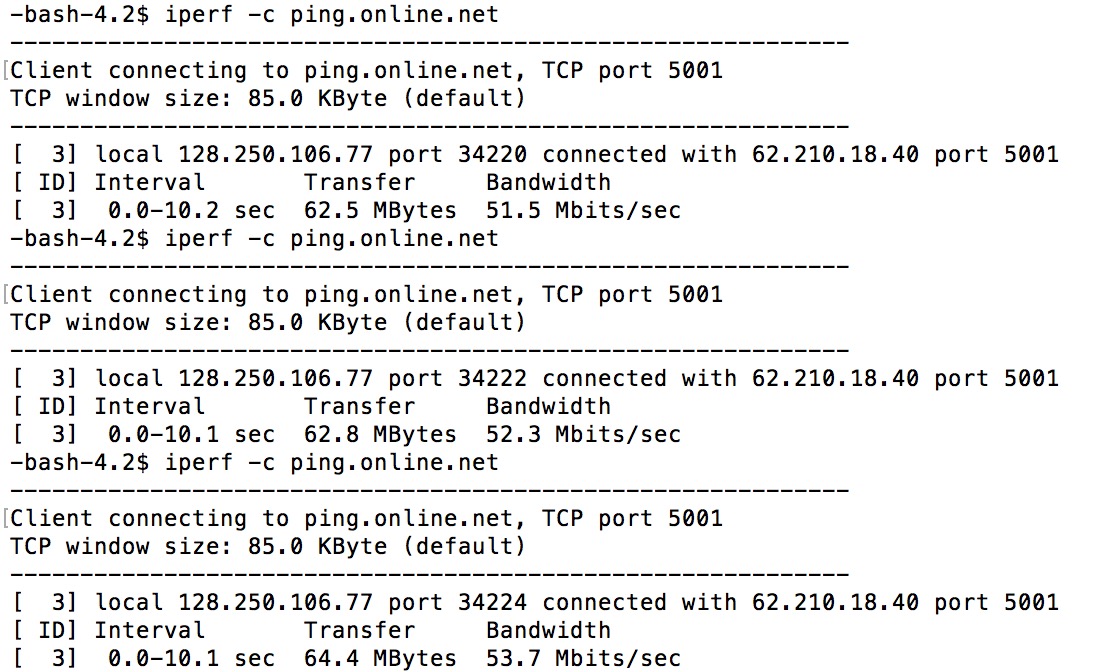 -bash-4.2$ iperf -c ping.online.net
------------------------------------------------------------
[Client connecting to ping.online.net, TCP port 5001
TCP window size: 85.0 KByte (default)
------------------------------------------------------------
[  3] local 128.250.106.77 port 34220 connected with 62.210.18.40 port 5001
[ ID] Interval       Transfer     Bandwidth
[  3]  0.0-10.2 sec  62.5 MBytes  51.5 Mbits/sec
-bash-4.2$ iperf -c ping.online.net
------------------------------------------------------------
[Client connecting to ping.online.net, TCP port 5001
TCP window size: 85.0 KByte (default)
------------------------------------------------------------
[  3] local 128.250.106.77 port 34222 connected with 62.210.18.40 port 5001
[ ID] Interval       Transfer     Bandwidth
[  3]  0.0-10.1 sec  62.8 MBytes  52.3 Mbits/sec
-bash-4.2$ iperf -c ping.online.net
------------------------------------------------------------
[Client connecting to ping.online.net, TCP port 5001
TCP window size: 85.0 KByte (default)
------------------------------------------------------------
[  3] local 128.250.106.77 port 34224 connected with 62.210.18.40 port 5001
[ ID] Interval       Transfer     Bandwidth
[  3]  0.0-10.1 sec  64.4 MBytes  53.7 Mbits/sec